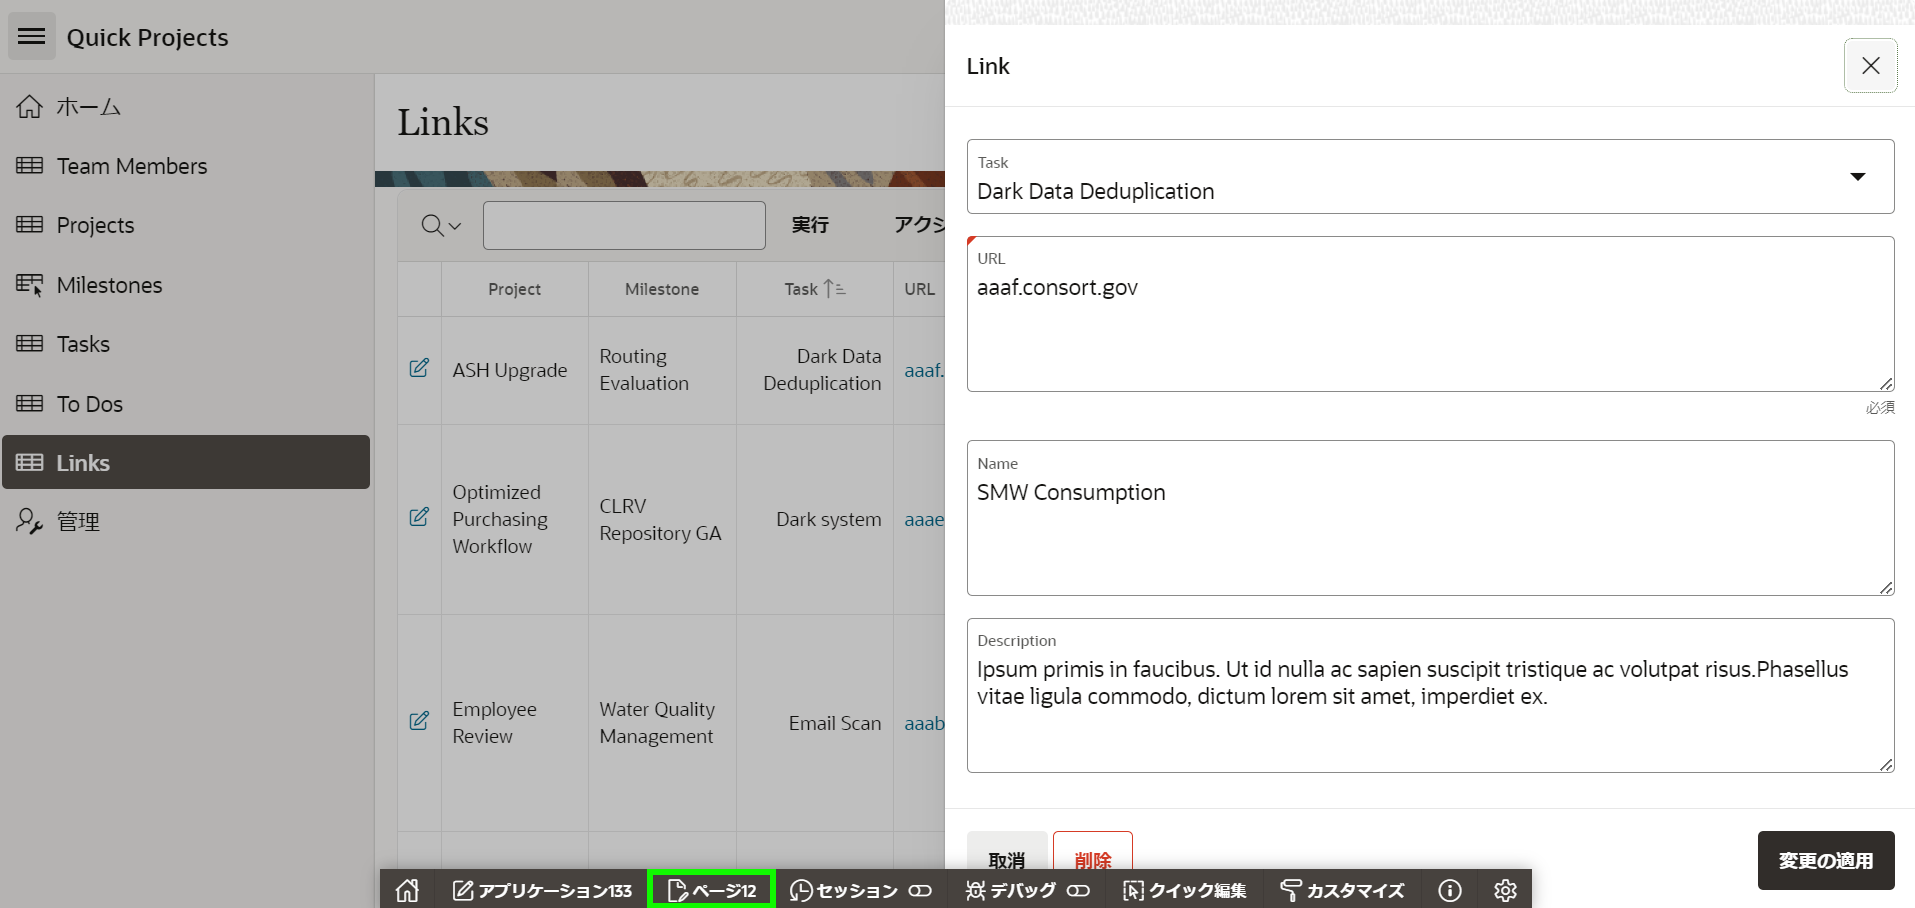 Quick Projects
ホーム
Team Members
Projects
Milestones
Tasks
To Dos
Links
管理
Links
実行
アクシ
Project
Milestone
Task
URL
ASH Upgrade
Routing
Evaluation
Dark Data
Deduplication
aaaf.
Optimized
Purchasing
Workflow
CLRV
Repository GA
Dark system
aaae
Employee
Review
Water Quality
Management
Email Scan
aaab
Link
Task
Dark Data Deduplication
URL
aaaf.consort.gov
必須
Name
SMW Consumption
Description
Ipsum primis in faucibus. Ut id nulla ac sapien suscipit tristique ac volutpat risus.Phasellus
vitae ligula commodo, dictum lorem sit amet, imperdiet ex.
取消
削除
変更の適用
アプリケーション133
ページ12
セッション
デバッグ
クイック編集
カスタマイズ